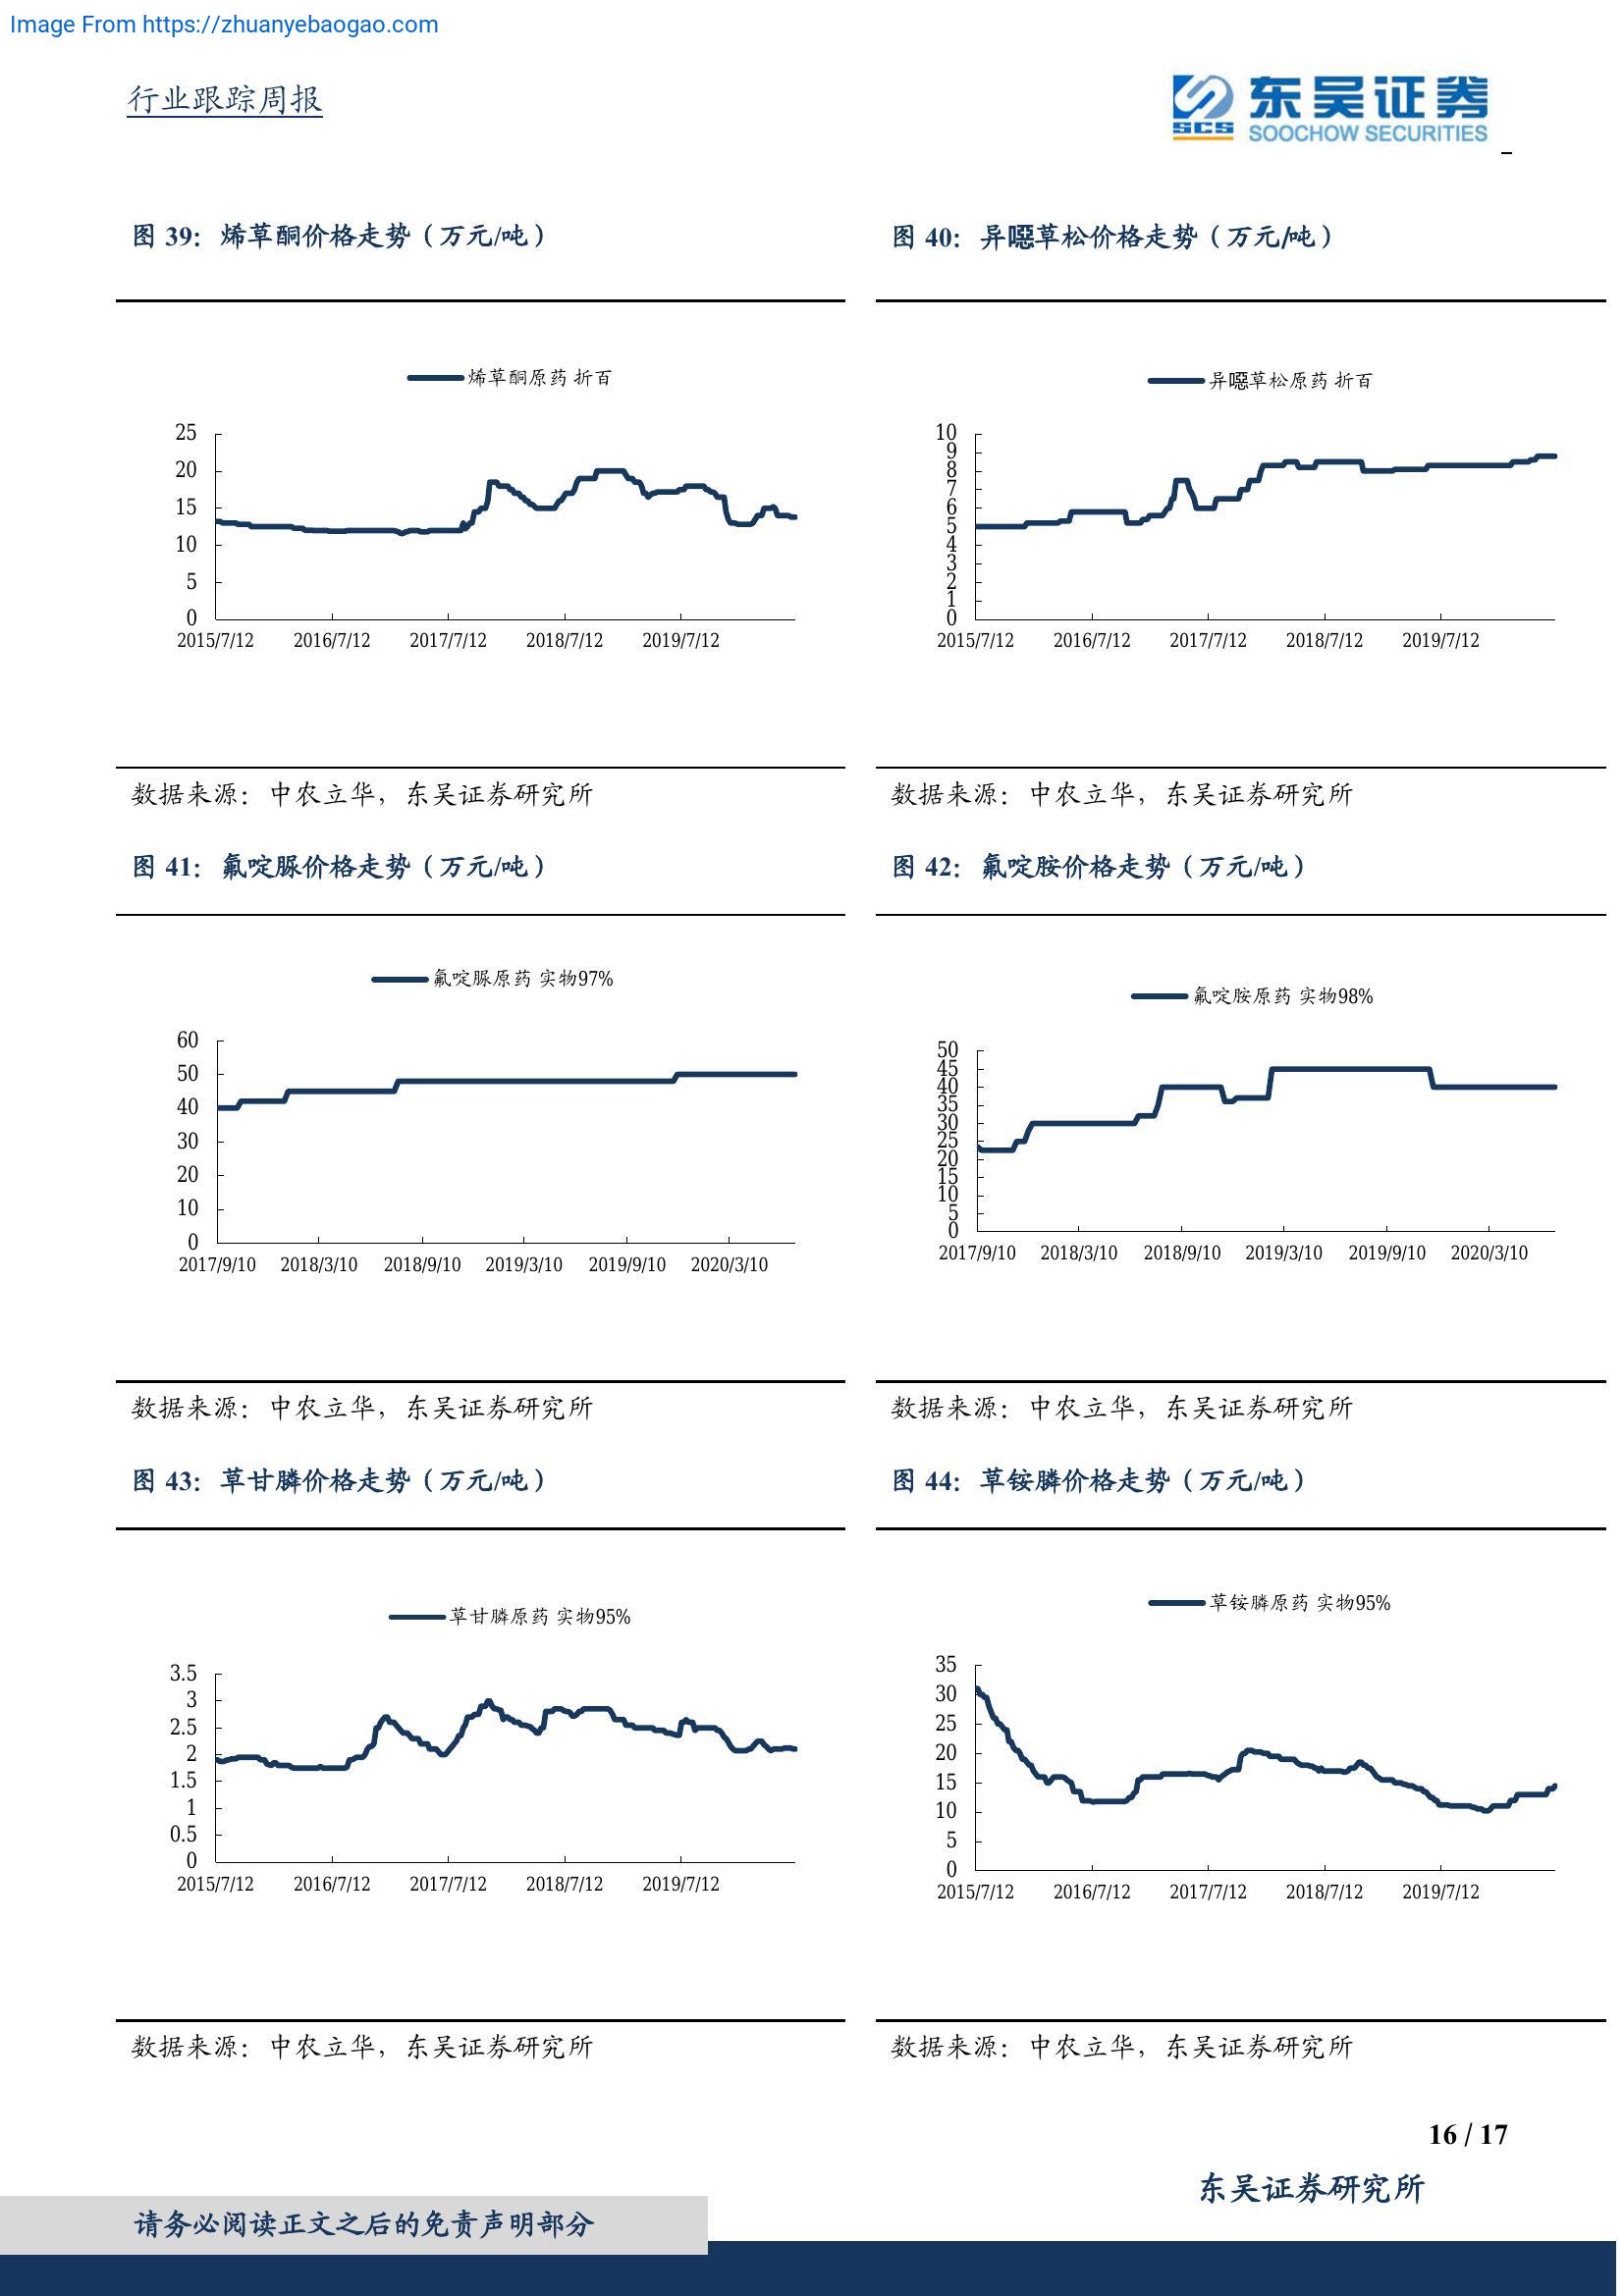 Image From https://zhuanyebaogao.com
行业跟踪周报
东吴证券
SCS
SOOCHOW SECURITIES
图 39：烯草酮价格走势（万元/吨）
烯草酮原药 折百
25
20
15
10
5
0
2015/7/12 2016/7/12 2017/7/12 2018/7/12 2019/7/12
数据来源：中农立华，东吴证券研究所
图 40：异噁草松价格走势（万元/吨）
异噁草松原药 折百
10
9
8
7
6
5
4
3
2
1
0
2015/7/12 2016/7/12 2017/7/12 2018/7/12 2019/7/12
数据来源：中农立华，东吴证券研究所
图 41：氟啶脲价格走势（万元/吨）
氟啶脲原药 实物97%
60
50
40
30
20
10
0
2017/9/10 2018/3/10 2018/9/10 2019/3/10 2019/9/10 2020/3/10
数据来源：中农立华，东吴证券研究所
图 42：氟啶胺价格走势（万元/吨）
氟啶胺原药 实物98%
50
45
40
35
30
25
20
15
10
5
0
2017/9/10 2018/3/10 2018/9/10 2019/3/10 2019/9/10 2020/3/10
数据来源：中农立华，东吴证券研究所
图 43：草甘膦价格走势（万元/吨）
草甘膦原药 实物95%
3.5
3
2.5
2
1.5
1
0.5
0
2015/7/12 2016/7/12 2017/7/12 2018/7/12 2019/7/12
数据来源：中农立华，东吴证券研究所
图 44：草铵膦价格走势（万元/吨）
草铵膦原药 实物95%
35
30
25
20
15
10
5
0
2015/7/12 2016/7/12 2017/7/12 2018/7/12 2019/7/12
数据来源：中农立华，东吴证券研究所
16 / 17
东吴证券研究所
请务必阅读正文之后的免责声明部分